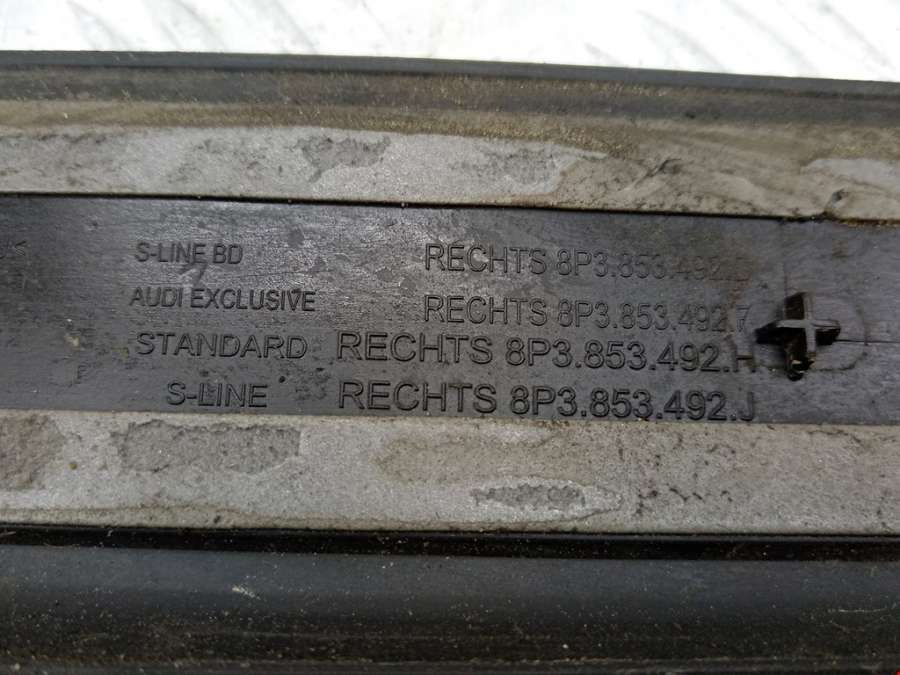 S-LINE BD RECHTS 8P3.853.492
AUDI EXCLUSIVE RECHTS 8P3.853.492.7
STANDARD RECHTS 8P3.853.492.H
S-LINE RECHTS 8P3.853.492.J